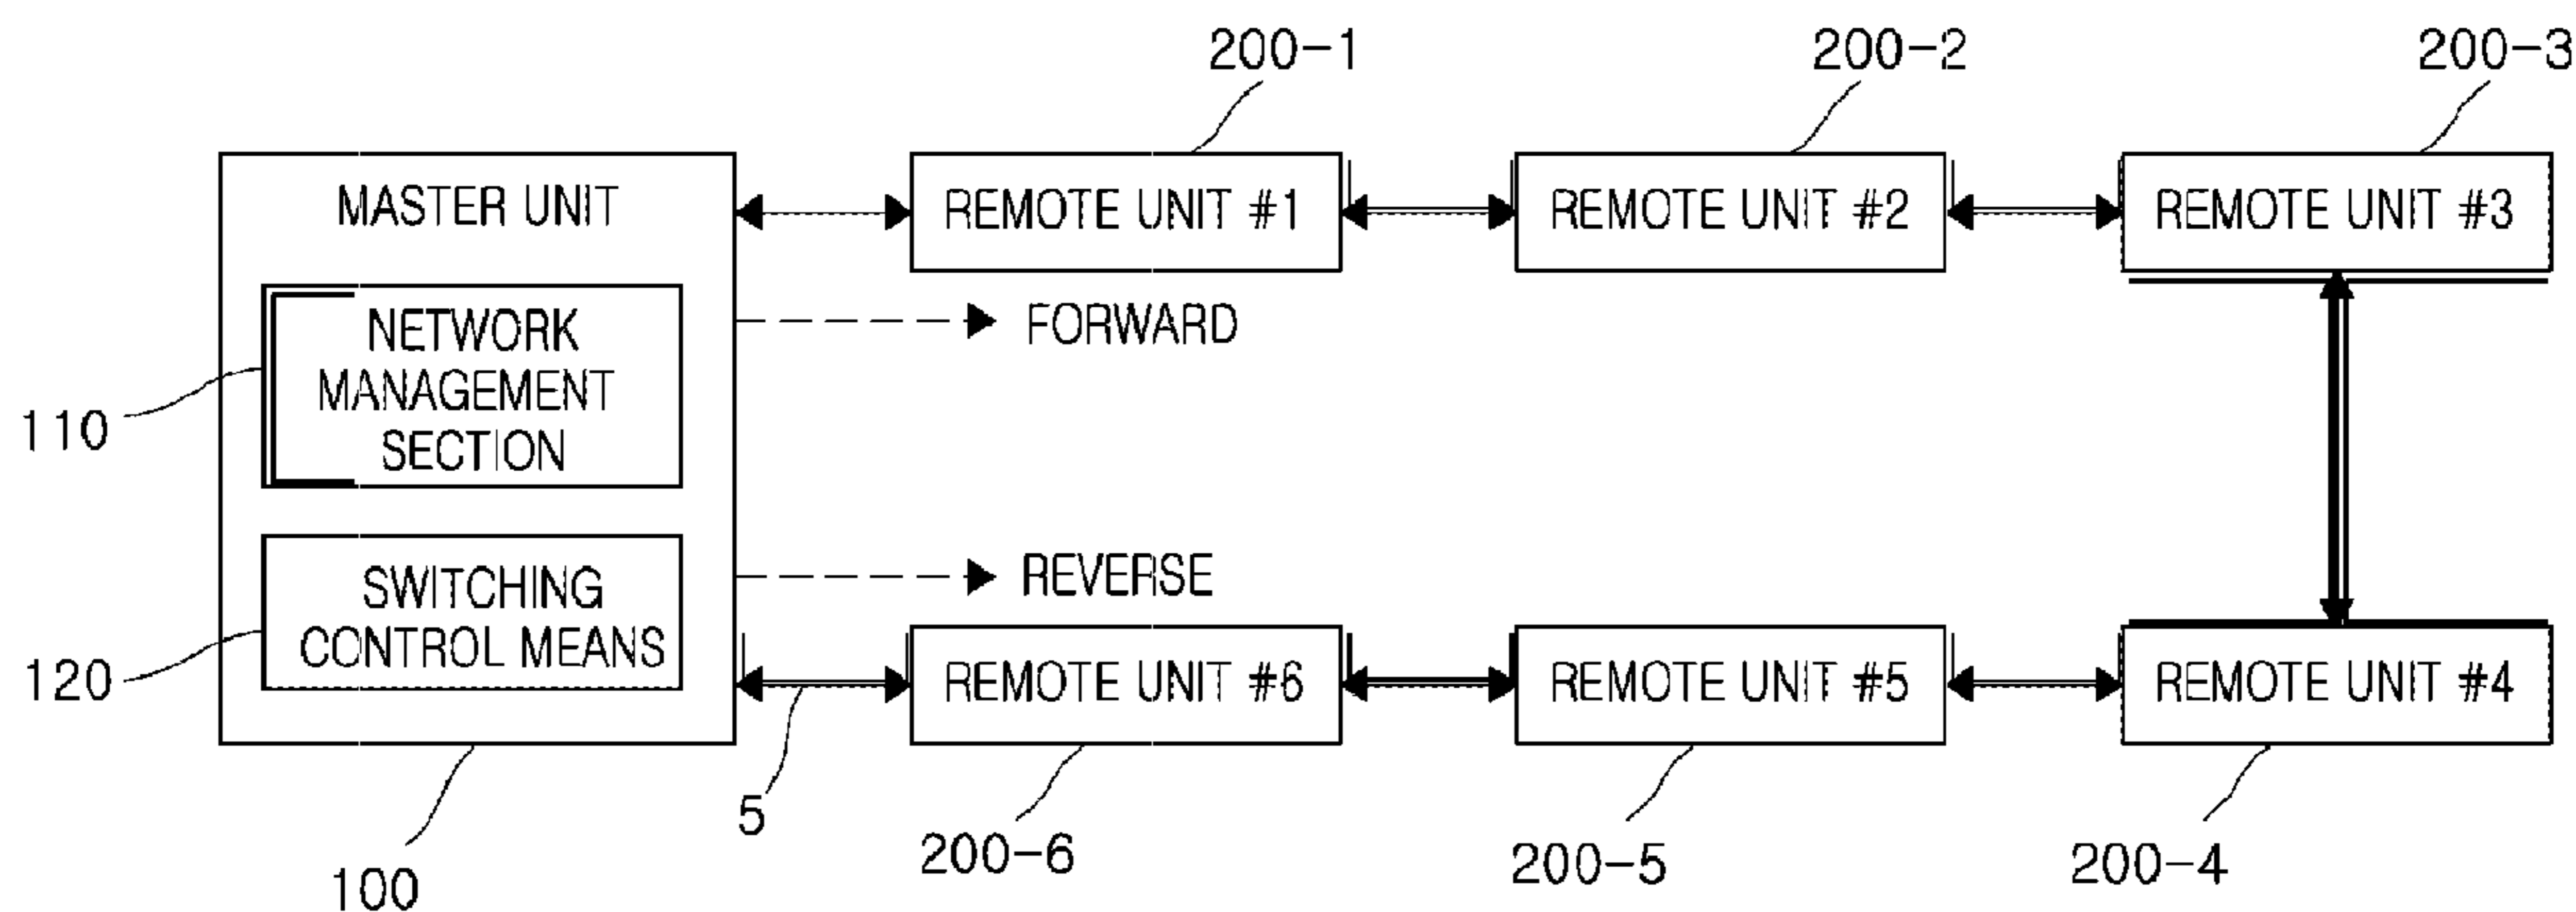 200-1
200-2
200-3
MASTER UNIT
REMOTE UNIT #1
REMOTE UNIT #2
REMOTE UNIT #3
NETWORK
MANAGEMENT
SECTION
FORWARD
110
SWITCHING
CONTROL MEANS
REVERSE
120
REMOTE UNIT #6
REMOTE UNIT #5
REMOTE UNIT #4
5
100
200-6
200-5
200-4